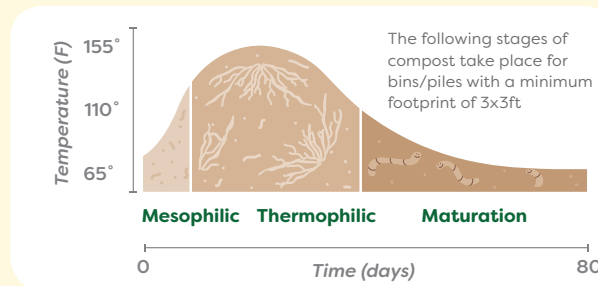 Temperature (F)
155°
110°
65°
The following stages of
compost take place for
bins/piles with a minimum
footprint of 3x3ft
Mesophilic Thermophilic Maturation
0 80
Time (days)